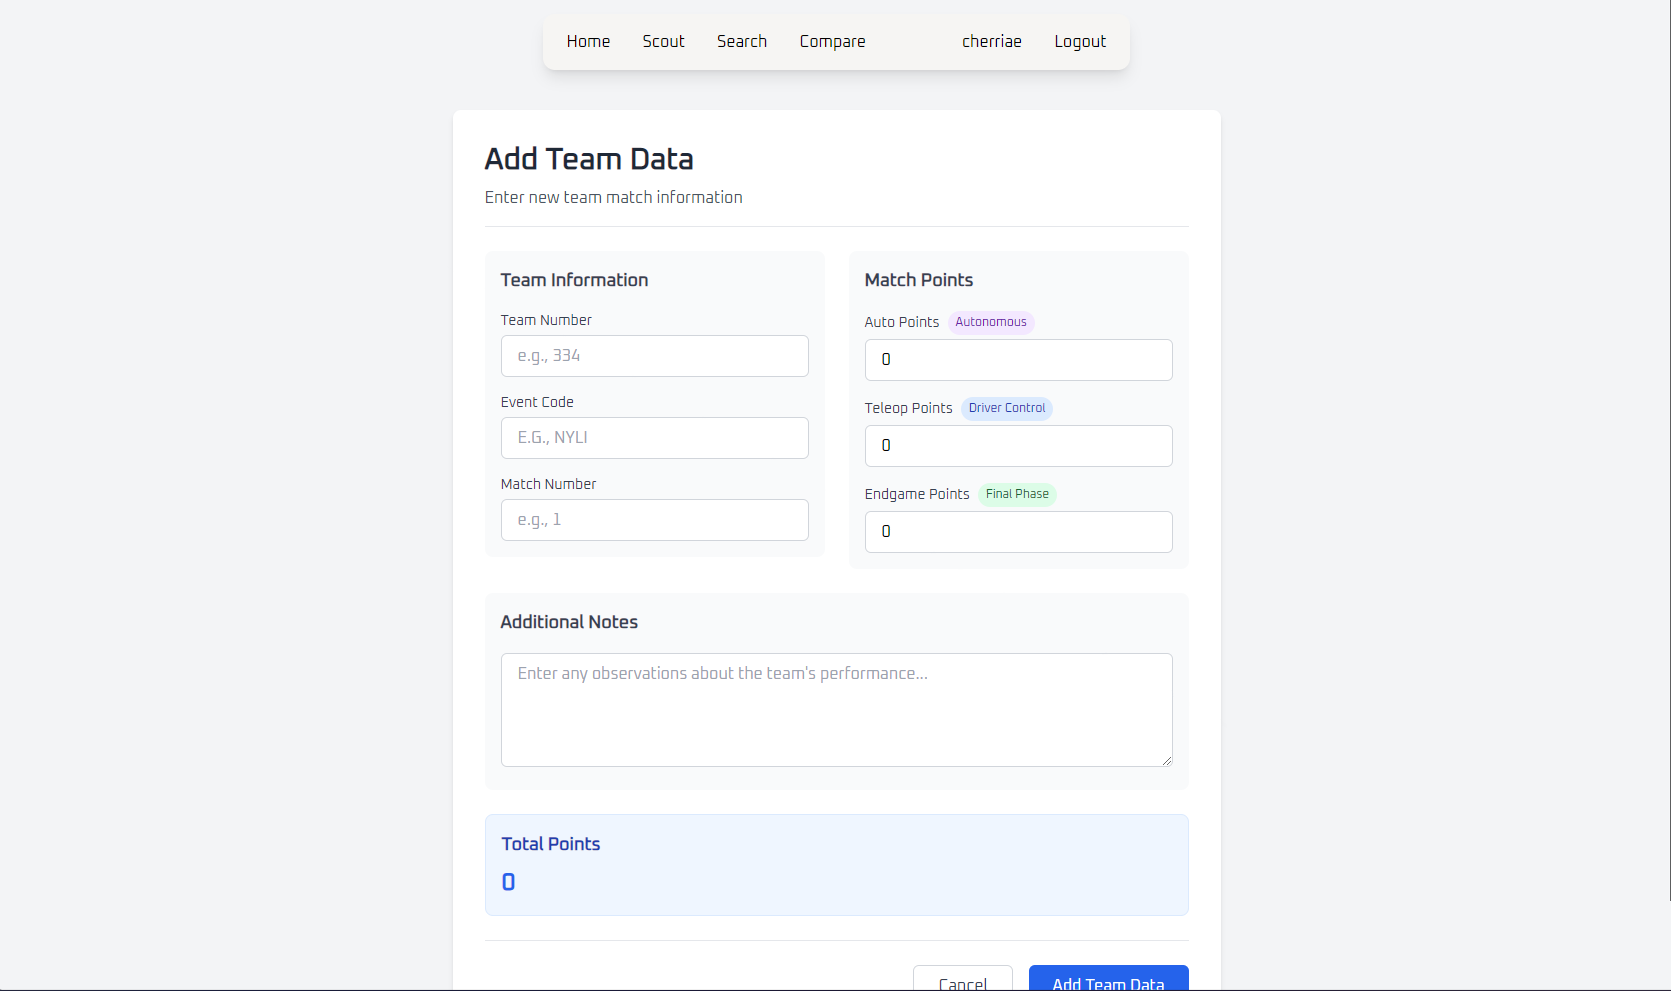 Home Scout Search Compare cherriae Logout
Add Team Data
Enter new team match information
Team Information
Team Number
e.g., 334
Event Code
E.G., NYLI
Match Number
e.g., 1
Match Points
Auto Points Autonomous
0
Teleop Points Driver Control
0
Endgame Points Final Phase
0
Additional Notes
Enter any observations about the team's performance...
Total Points
0
Cancel Add Team Data